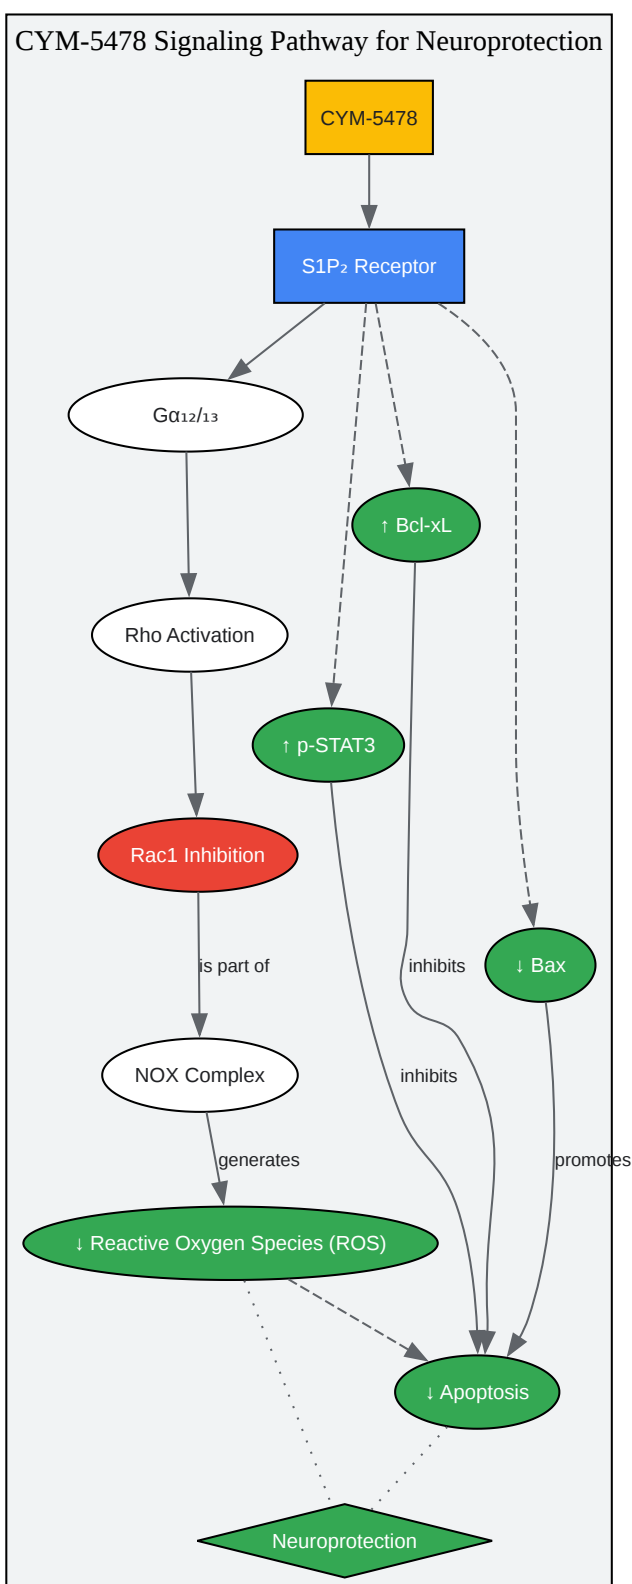 CYM-5478 Signaling Pathway for Neuroprotection
CYM-5478
S1P₂ Receptor
Gα₁₂/₁₃
↑ Bcl-xL
Rho Activation
↑ p-STAT3
Rac1 Inhibition
is part of
inhibits
↓ Bax
NOX Complex
inhibits
generates
promotes
↓ Reactive Oxygen Species (ROS)
↓ Apoptosis
Neuroprotection